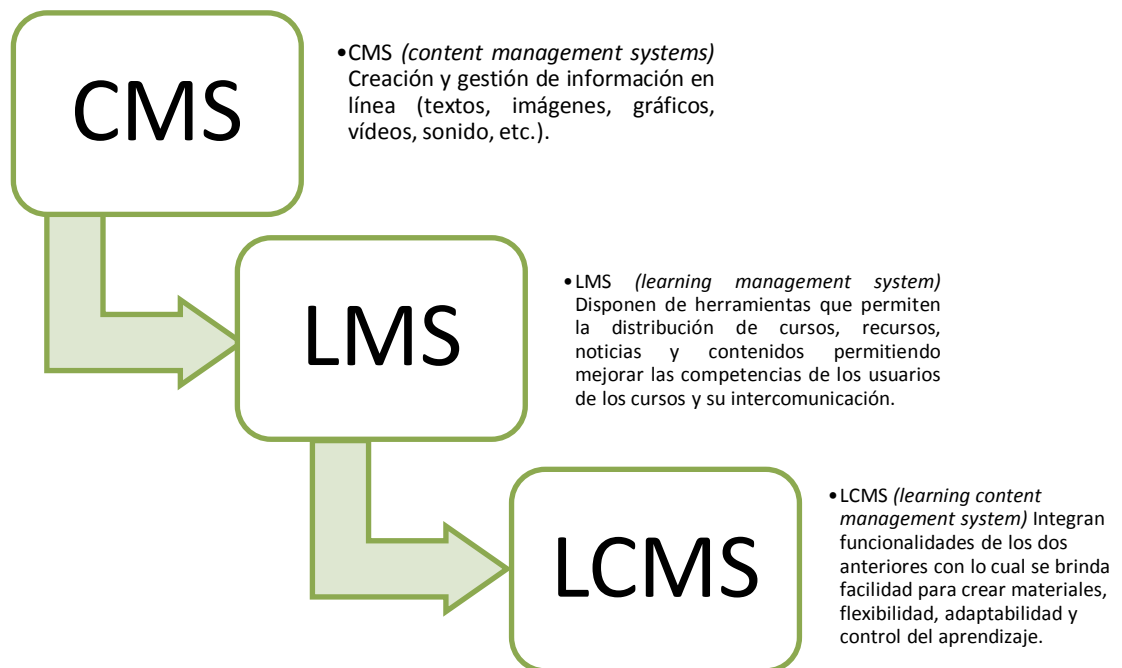 CMS
•CMS (content management systems)
Creación y gestión de información en
línea (textos, imágenes, gráficos,
vídeos, sonido, etc.).
LMS
•LMS (learning management system)
Disponen de herramientas que permiten
la distribución de cursos, recursos,
noticias y contenidos permitiendo
mejorar las competencias de los usuarios
de los cursos y su intercomunicación.
LCMS
•LCMS (learning content
management system) Integran
funcionalidades de los dos
anteriores con lo cual se brinda
facilidad para crear materiales,
flexibilidad, adaptabilidad y
control del aprendizaje.